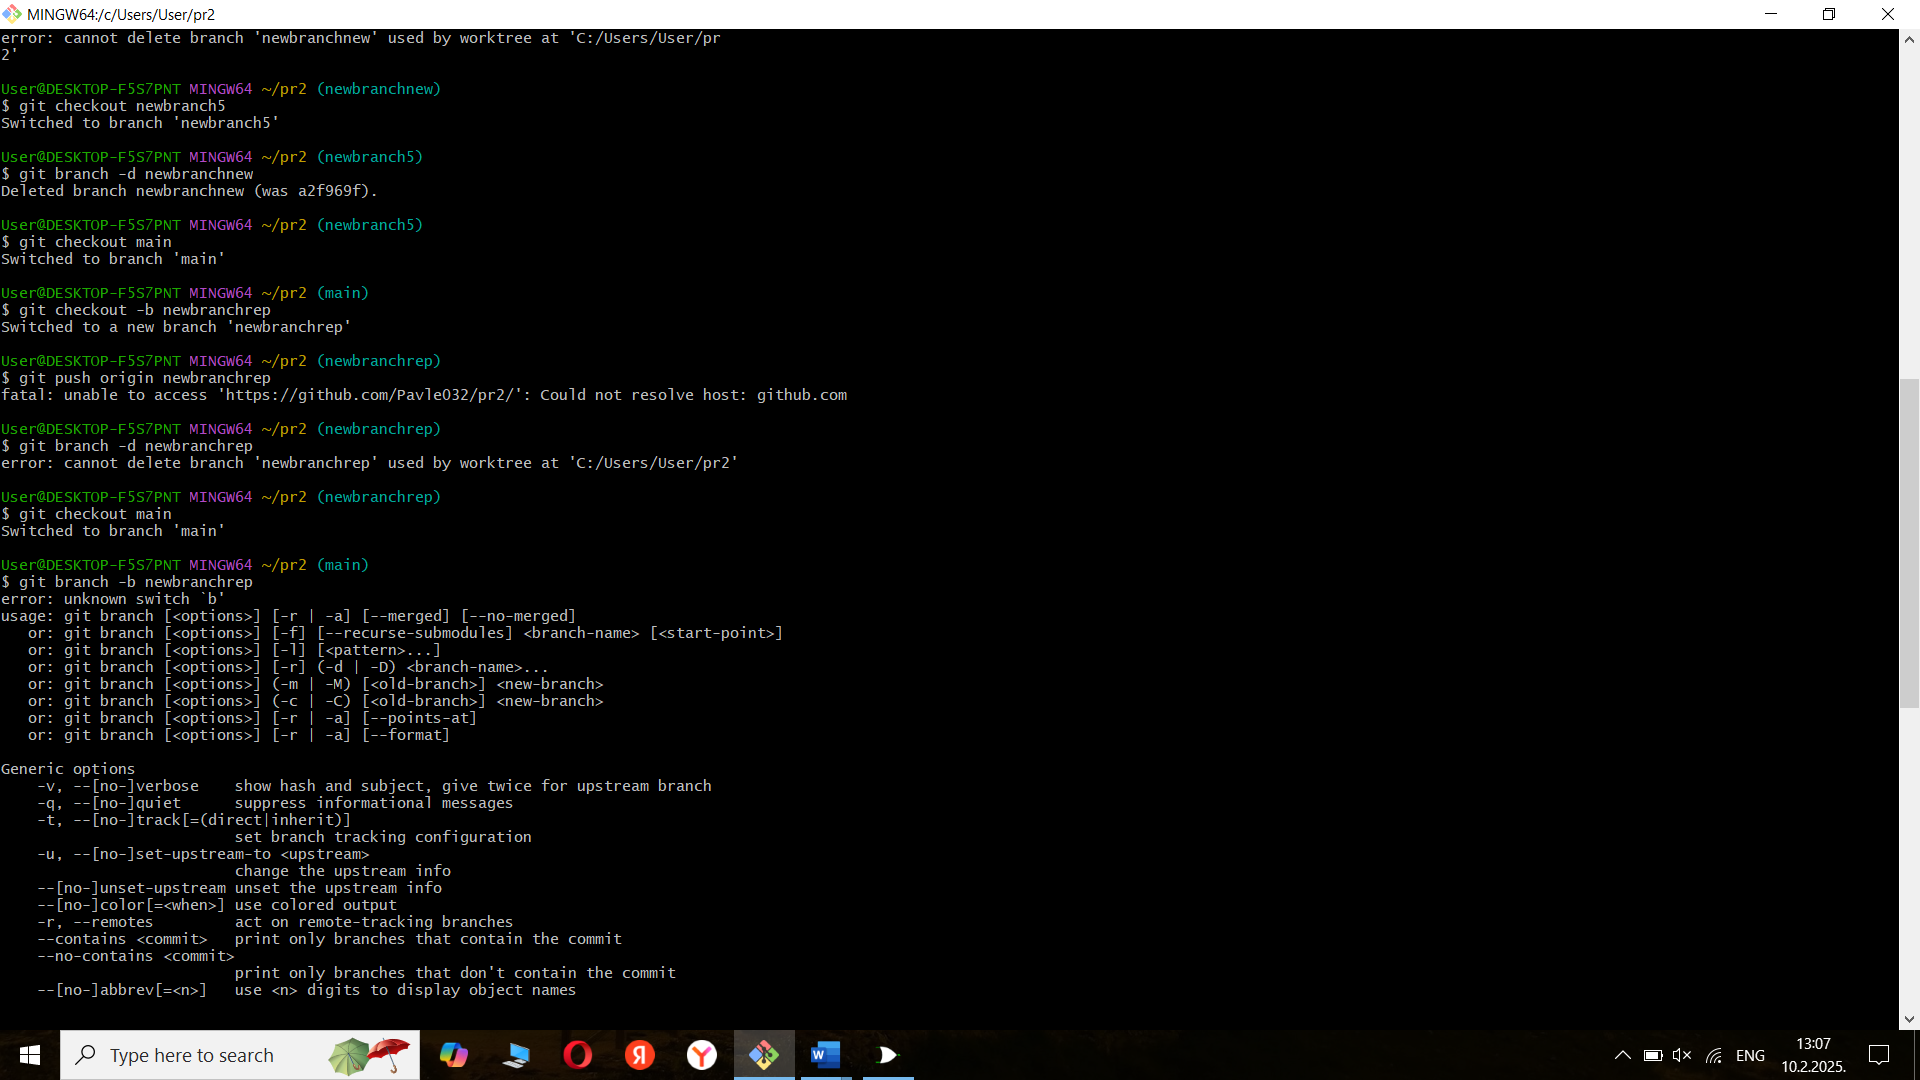 MINGW64:/c/Users/User/pr2
error: cannot delete branch 'newbranchnew' used by worktree at 'C:/Users/User/pr
2'
User@DESKTOP-F5S7PNT MINGW64 ~/pr2 (newbranchnew)
$ git checkout newbranch5
Switched to branch 'newbranch5'
User@DESKTOP-F5S7PNT MINGW64 ~/pr2 (newbranch5)
$ git branch -d newbranchnew
Deleted branch newbranchnew (was a2f969f).
User@DESKTOP-F5S7PNT MINGW64 ~/pr2 (newbranch5)
$ git checkout main
Switched to branch 'main'
User@DESKTOP-F5S7PNT MINGW64 ~/pr2 (main)
$ git checkout -b newbranchrep
Switched to a new branch 'newbranchrep'
User@DESKTOP-F5S7PNT MINGW64 ~/pr2 (newbranchrep)
$ git push origin newbranchrep
fatal: unable to access 'https://github.com/Pavle032/pr2/': Could not resolve host: github.com
User@DESKTOP-F5S7PNT MINGW64 ~/pr2 (newbranchrep)
$ git branch -d newbranchrep
error: cannot delete branch 'newbranchrep' used by worktree at 'C:/Users/User/pr2'
User@DESKTOP-F5S7PNT MINGW64 ~/pr2 (newbranchrep)
$ git checkout main
Switched to branch 'main'
User@DESKTOP-F5S7PNT MINGW64 ~/pr2 (main)
$ git branch -b newbranchrep
error: unknown switch `b'
usage: git branch [<options>] [-r | -a] [--merged] [--no-merged]
   or: git branch [<options>] [-f] [--recurse-submodules] <branch-name> [<start-point>]
   or: git branch [<options>] [-l] [<pattern>...]
   or: git branch [<options>] [-r] (-d | -D) <branch-name>...
   or: git branch [<options>] (-m | -M) [<old-branch>] <new-branch>
   or: git branch [<options>] (-c | -C) [<old-branch>] <new-branch>
   or: git branch [<options>] [-r | -a] [--points-at]
   or: git branch [<options>] [-r | -a] [--format]
Generic options
    -v, --[no-]verbose    show hash and subject, give twice for upstream branch
    -q, --[no-]quiet      suppress informational messages
    -t, --[no-]track[=(direct|inherit)]
                          set branch tracking configuration
    -u, --[no-]set-upstream-to <upstream>
                          change the upstream info
    --[no-]unset-upstream unset the upstream info
    --[no-]color[=<when>] use colored output
    -r, --remotes         act on remote-tracking branches
    --contains <commit>   print only branches that contain the commit
    --no-contains <commit>
                          print only branches that don't contain the commit
    --[no-]abbrev[=<n>]   use <n> digits to display object names
Type here to search
ENG
13:07
10.2.2025.